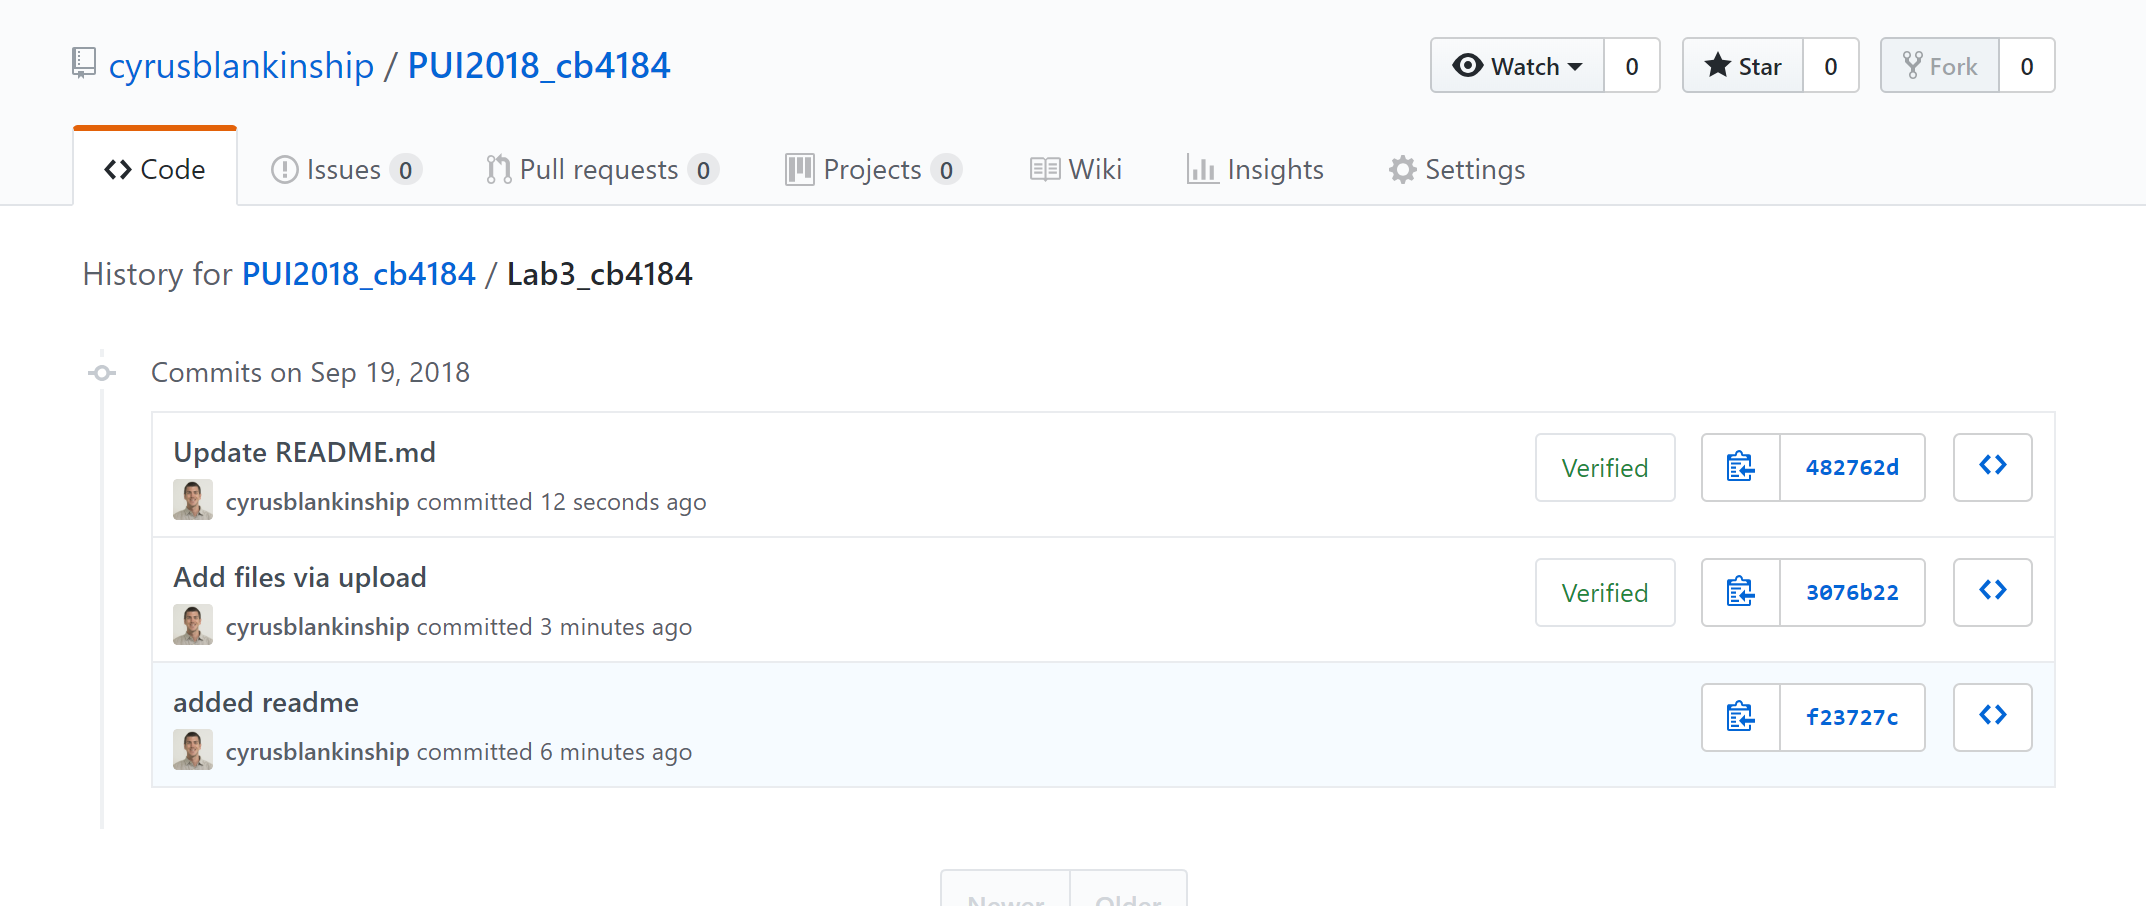 cyrusblankinship / PUI2018_cb4184
Watch 0 Star 0 Fork 0
Code Issues 0 Pull requests 0 Projects 0 Wiki Insights Settings
History for PUI2018_cb4184 / Lab3_cb4184
Commits on Sep 19, 2018
Update README.md
cyrusblankinship committed 12 seconds ago
Verified 482762d
Add files via upload
cyrusblankinship committed 3 minutes ago
Verified 3076b22
added readme
cyrusblankinship committed 6 minutes ago
f23727c
Newer Older